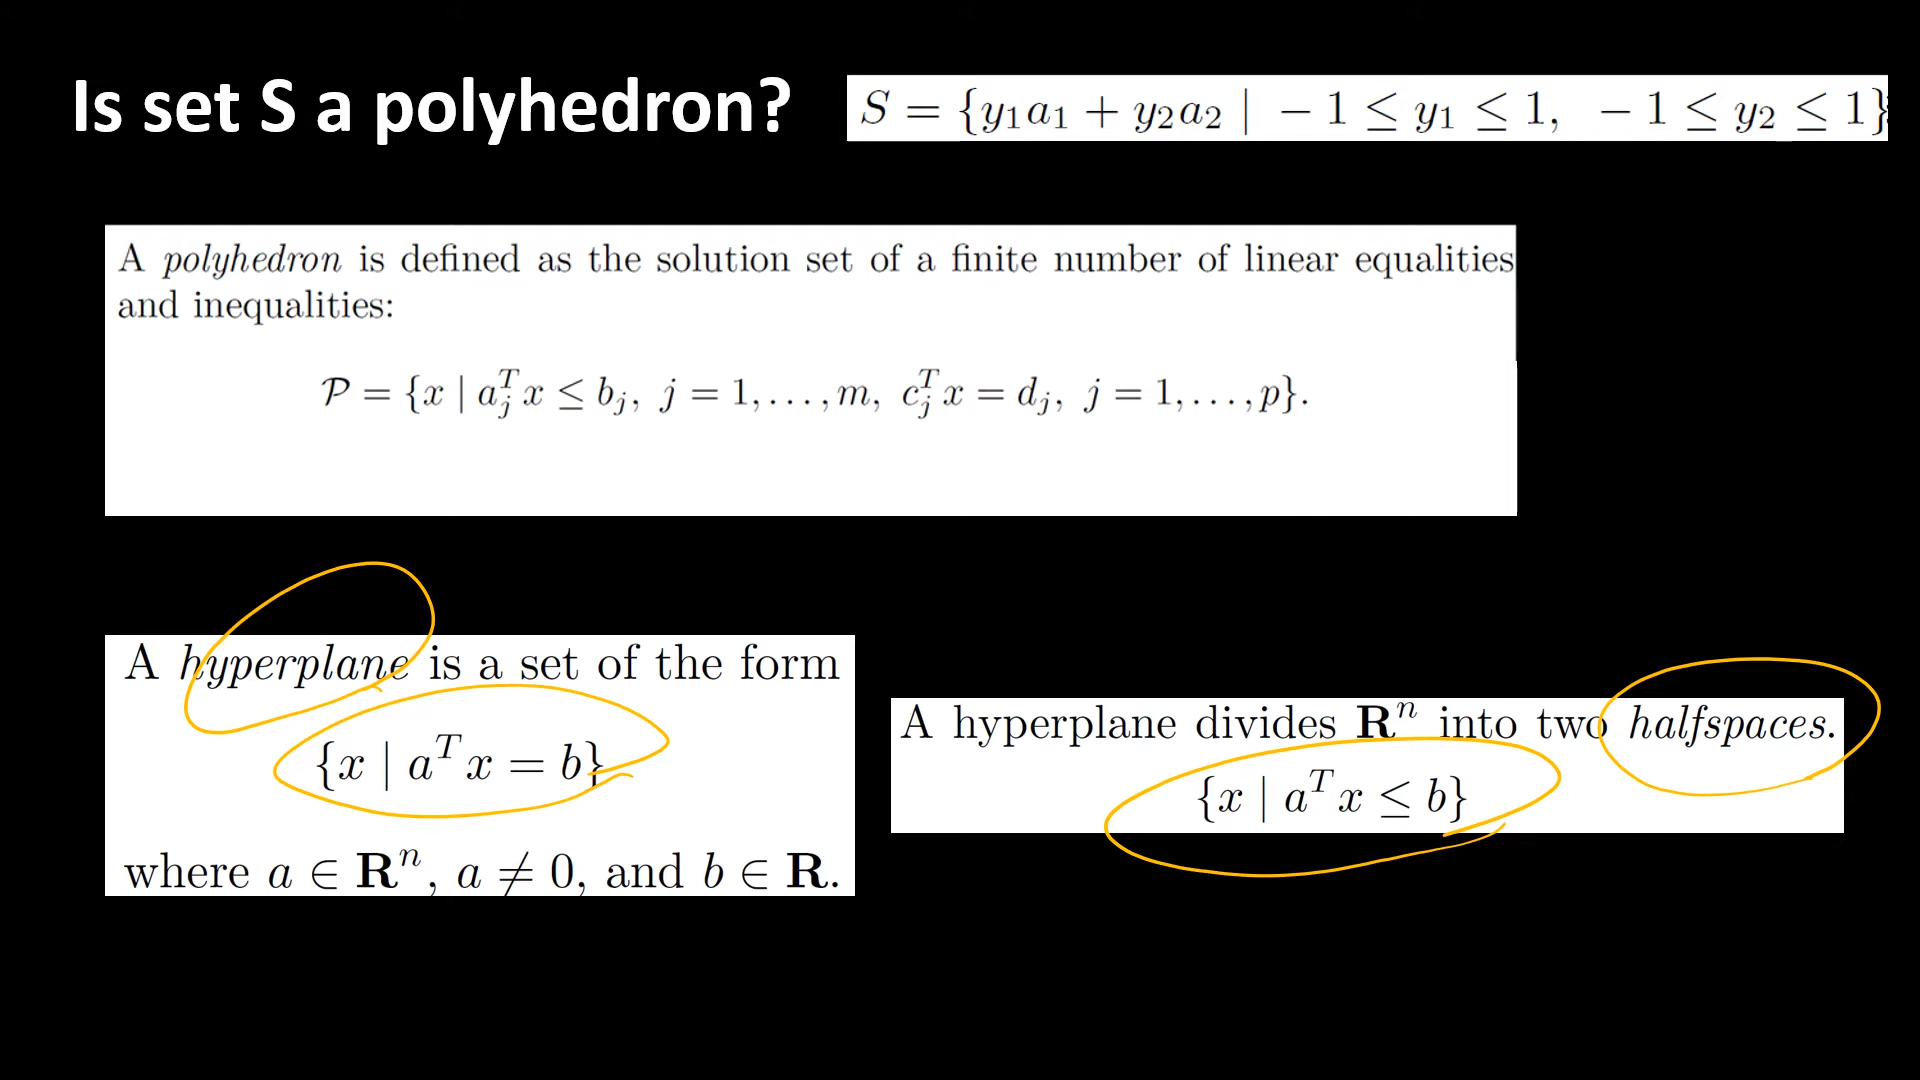 Is set S a polyhedron?
S = {y₁a₁ + y₂a₂ | − 1 ≤ y₁ ≤ 1, − 1 ≤ y₂ ≤ 1}
A polyhedron is defined as the solution set of a finite number of linear equalities
and inequalities:
𝒫 = {x | aⱼᵀx ≤ bⱼ, j = 1, . . . , m, cⱼᵀx = dⱼ, j = 1, . . . , p}.
A hyperplane is a set of the form
{x | aᵀx = b}
where a ∈ Rⁿ, a ≠ 0, and b ∈ R.
A hyperplane divides Rⁿ into two halfspaces.
{x | aᵀx ≤ b}